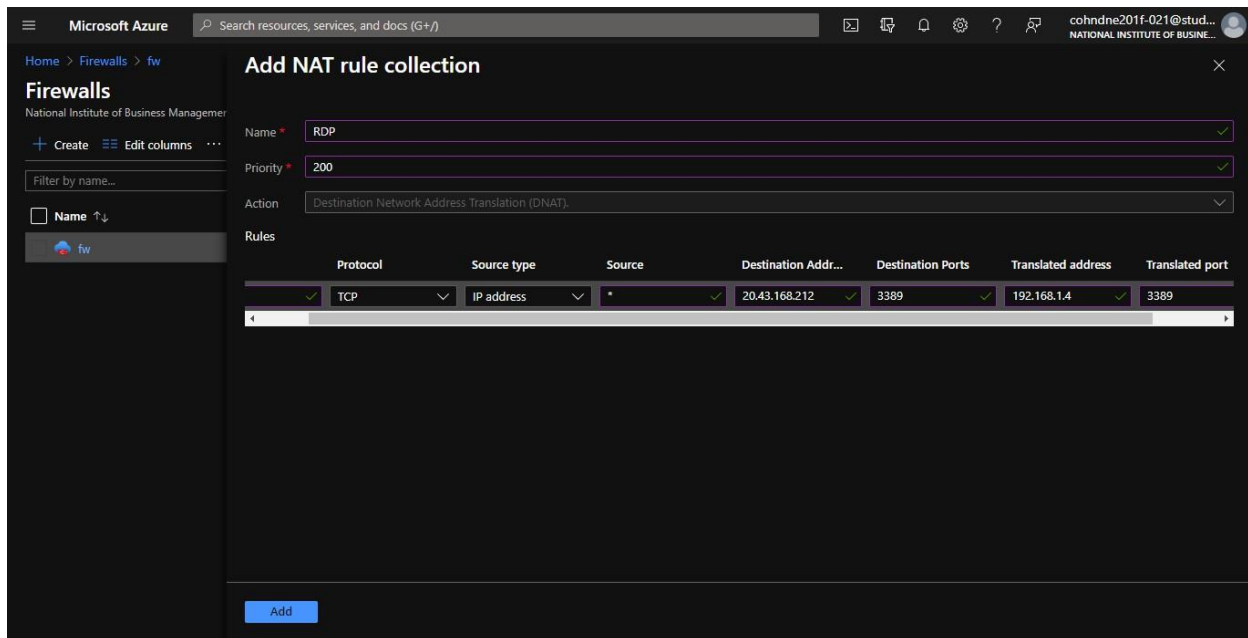 Microsoft Azure
Search resources, services, and docs (G+/)
cohndne201f-021@stud...
NATIONAL INSTITUTE OF BUSINE...
Home > Firewalls > fw
Firewalls
National Institute of Business Managemer
+ Create Edit columns ...
Filter by name...
Name ↑↓
fw
Add NAT rule collection
Name * RDP
Priority * 200
Action Destination Network Address Translation (DNAT).
Rules
Protocol Source type Source Destination Addr... Destination Ports Translated address Translated port
TCP IP address * 20.43.168.212 3389 192.168.1.4 3389
Add